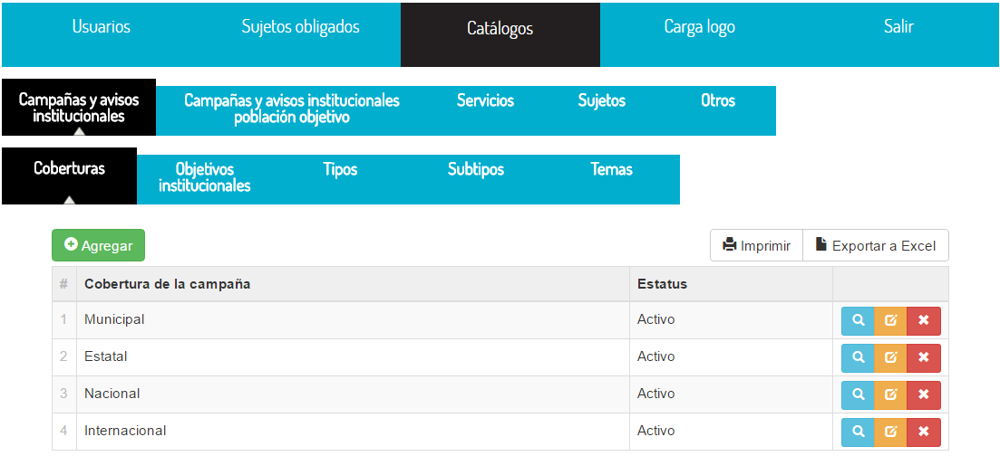 Usuarios Sujetos obligados Catálogos Carga logo Salir
Campañas y avisos institucionales Campañas y avisos institucionales población objetivo Servicios Sujetos Otros
Coberturas Objetivos institucionales Tipos Subtipos Temas
Agregar Imprimir Exportar a Excel
# Cobertura de la campaña Estatus
1 Municipal Activo
2 Estatal Activo
3 Nacional Activo
4 Internacional Activo